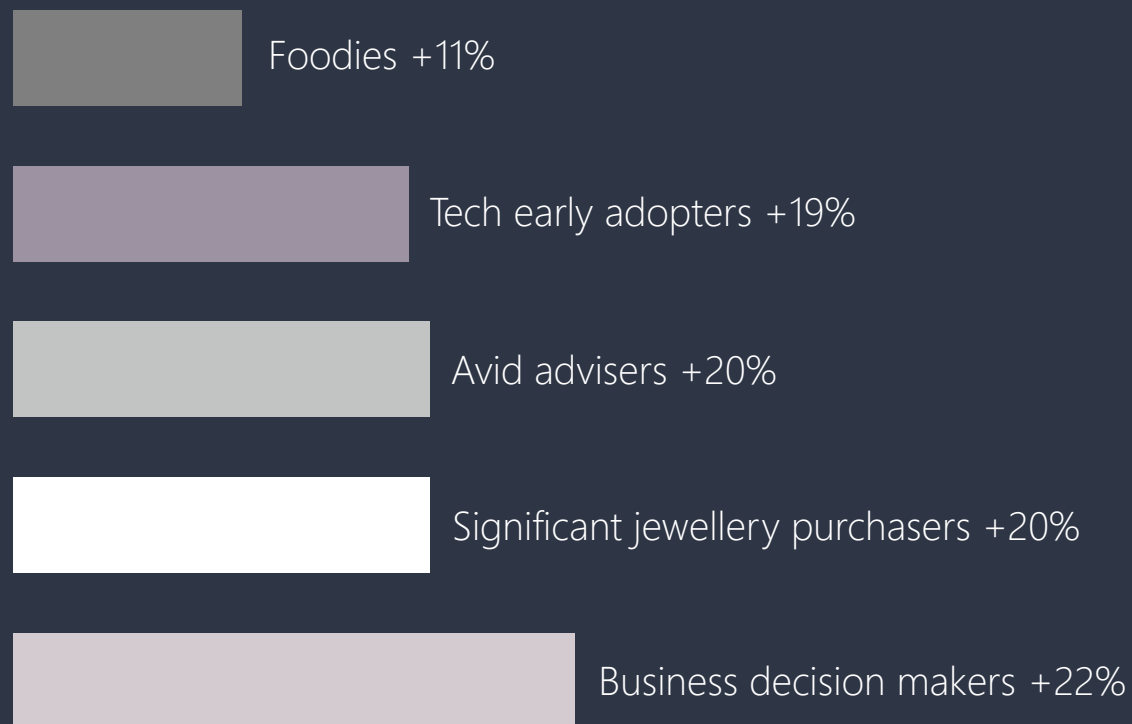 Foodies +11%
Tech early adopters +19%
Avid advisers +20%
Significant jewellery purchasers +20%
Business decision makers +22%